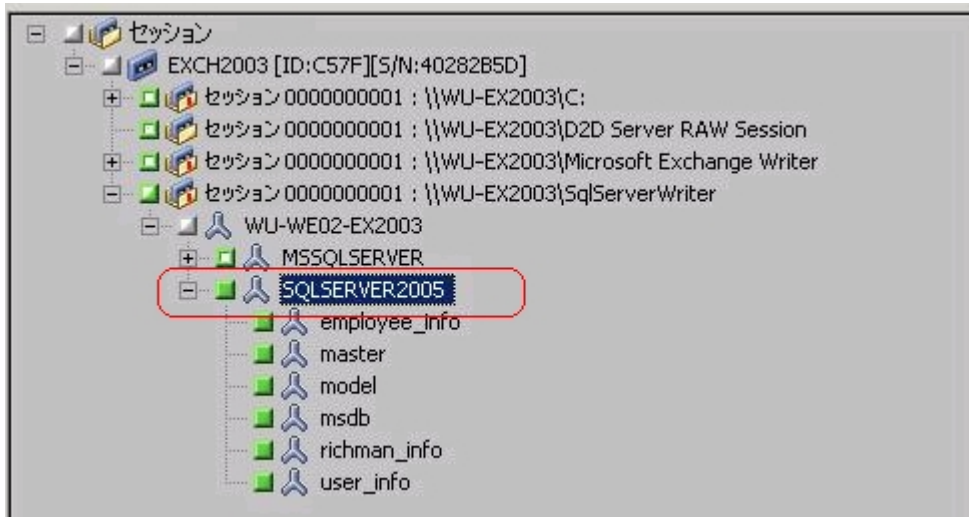 セッション
EXCH2003 [ID:C57F][S/N:40282B5D]
セッション 0000000001 : \\WU-EX2003\C:
セッション 0000000001 : \\WU-EX2003\D2D Server RAW Session
セッション 0000000001 : \\WU-EX2003\Microsoft Exchange Writer
セッション 0000000001 : \\WU-EX2003\SqlServerWriter
WU-WE02-EX2003
MSSQLSERVER
SQLSERVER2005
employee_info
master
model
msdb
richman_info
user_info